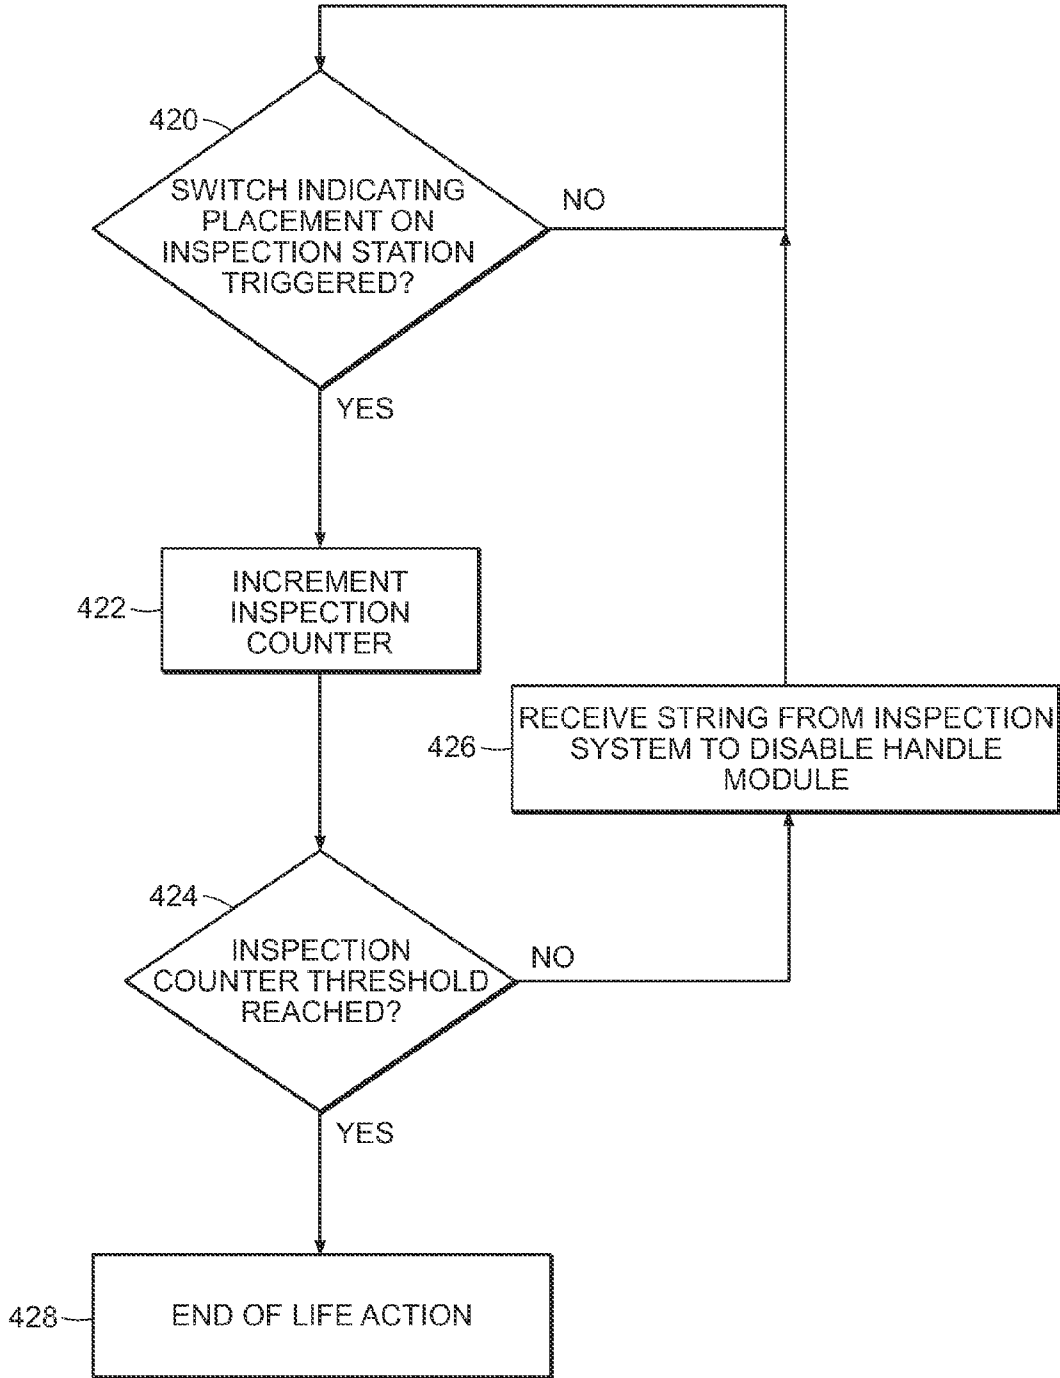 420
SWITCH INDICATING
PLACEMENT ON
INSPECTION STATION
TRIGGERED?
NO
YES
422
INCREMENT
INSPECTION
COUNTER
426
RECEIVE STRING FROM INSPECTION
SYSTEM TO DISABLE HANDLE
MODULE
424
INSPECTION
COUNTER THRESHOLD
REACHED?
NO
YES
428
END OF LIFE ACTION